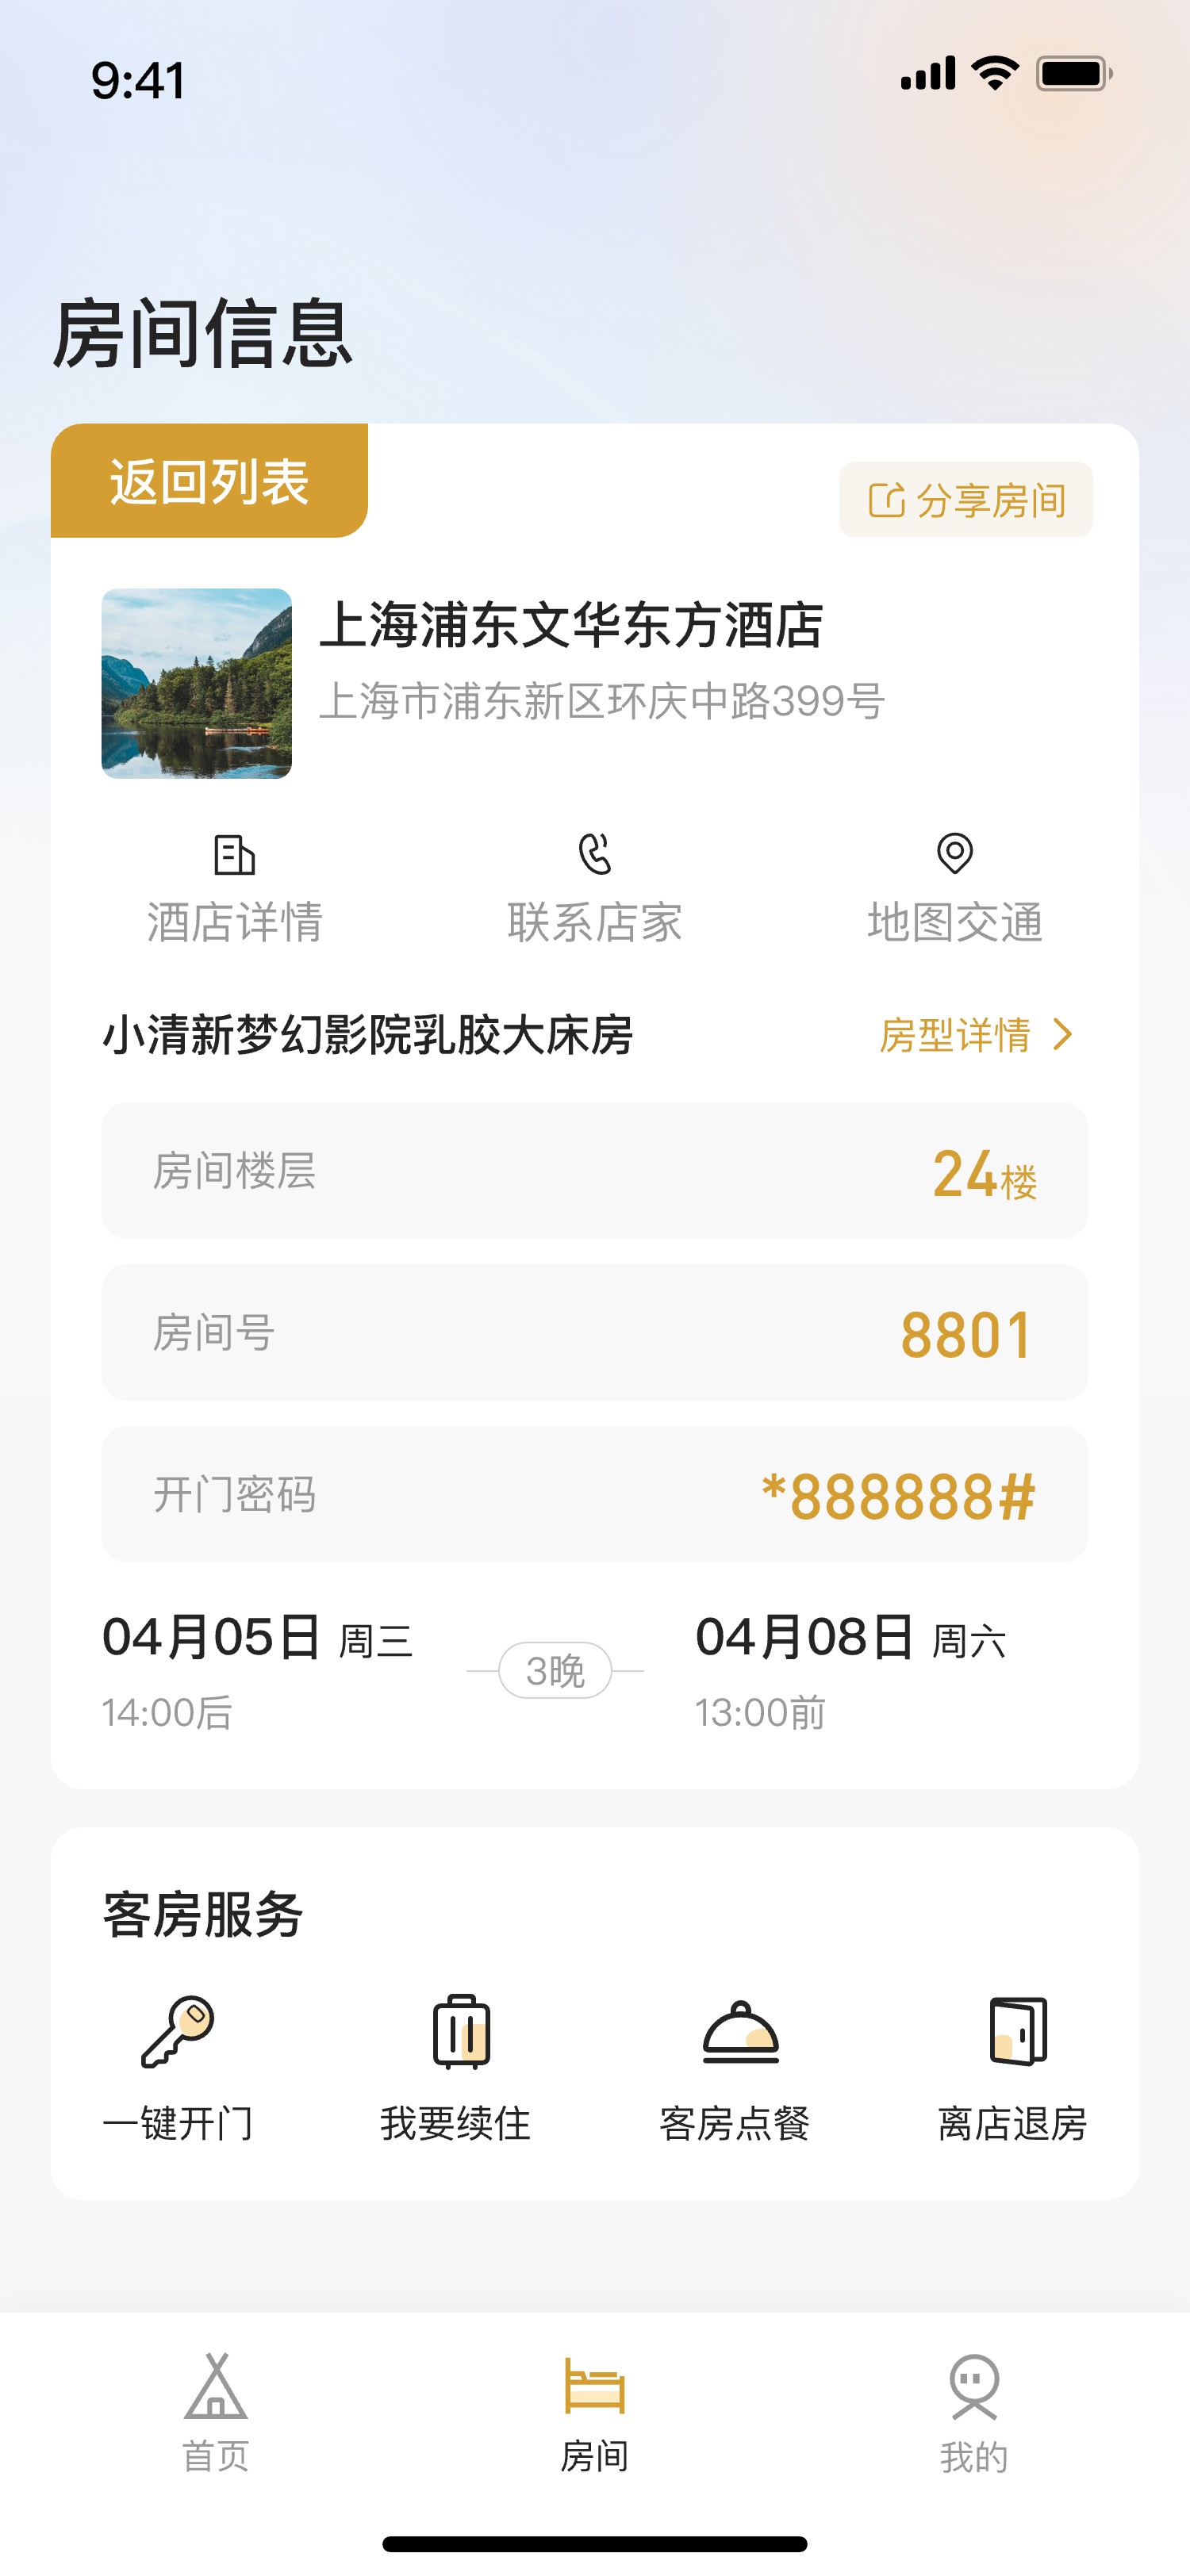 9:41
房间信息
返回列表
分享房间
上海浦东文华东方酒店
上海市浦东新区环庆中路399号
酒店详情
联系店家
地图交通
小清新梦幻影院乳胶大床房
房型详情
房间楼层
24楼
房间号
8801
开门密码
*888888#
04月05日 周三
14:00后
3晚
04月08日 周六
13:00前
客房服务
一键开门
我要续住
客房点餐
离店退房
首页
房间
我的